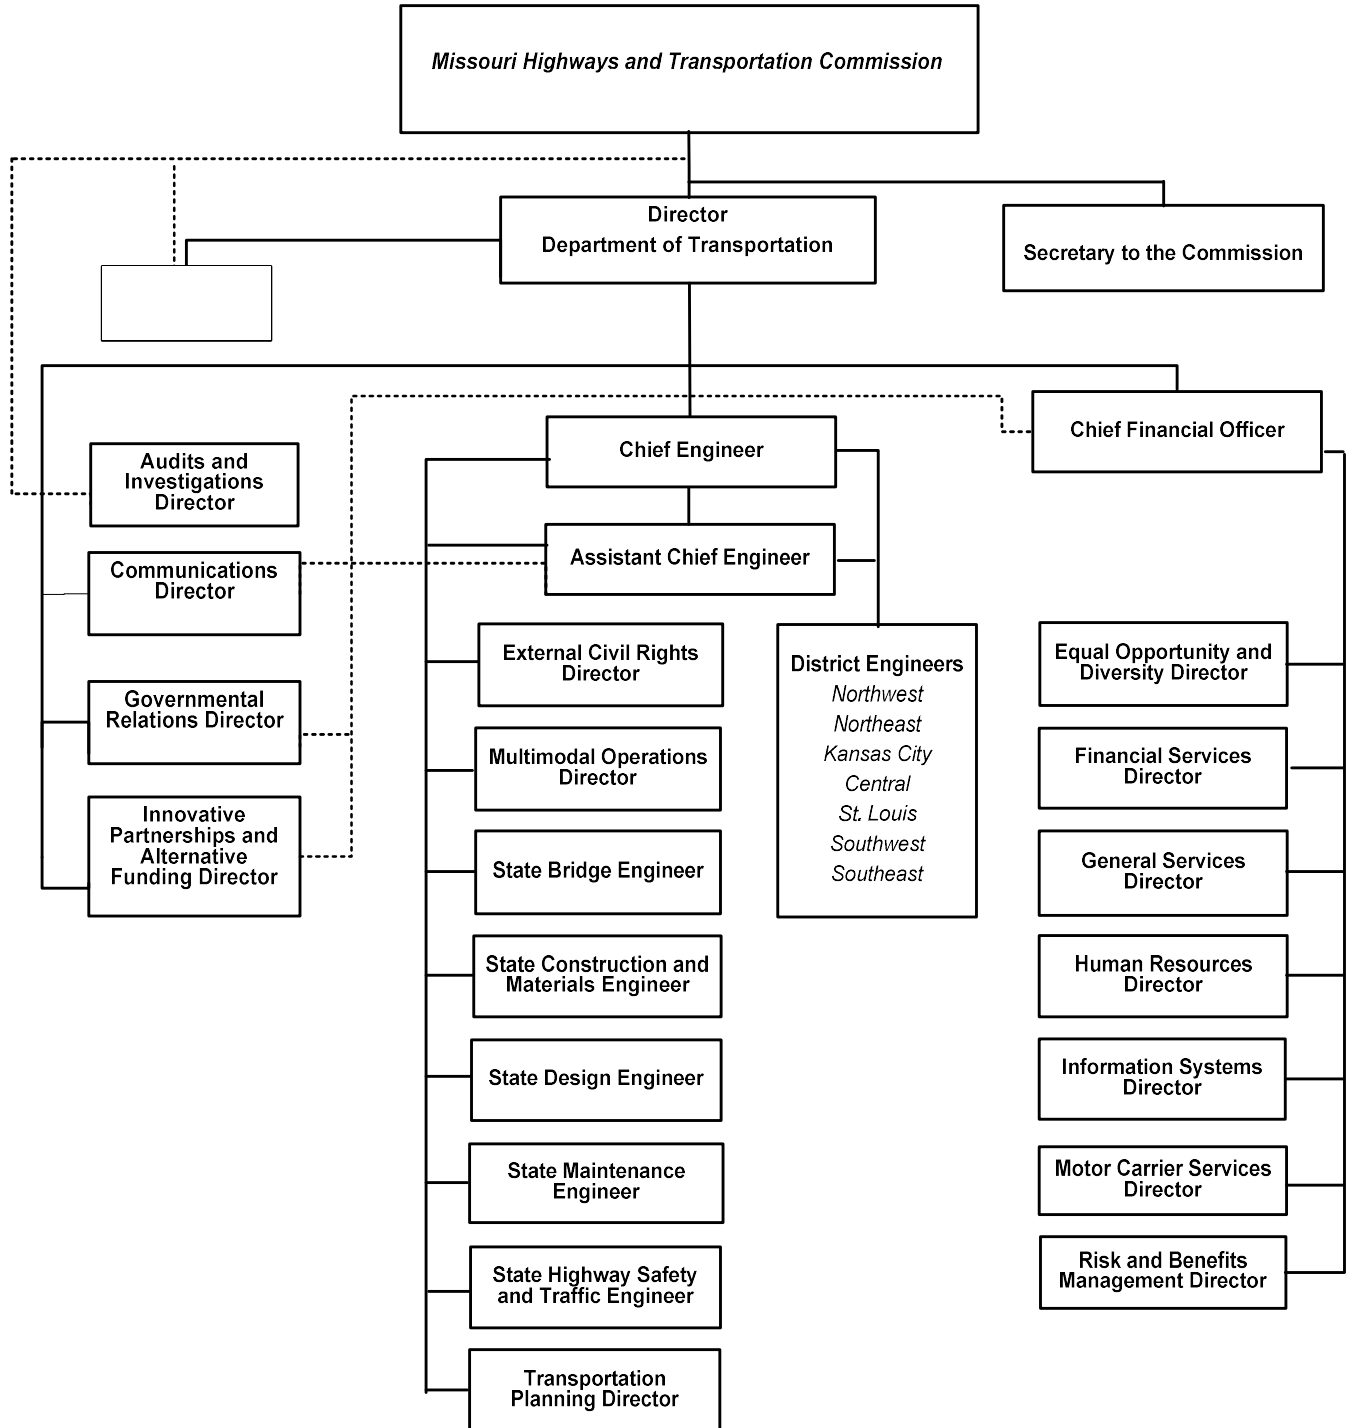 Missouri Highways and Transportation Commission
Director
Department of Transportation
Secretary to the Commission
Chief Financial Officer
Chief Engineer
Assistant Chief Engineer
Audits and
Investigations
Director
Communications
Director
Governmental
Relations Director
Innovative
Partnerships and
Alternative
Funding Director
External Civil Rights
Director
Multimodal Operations
Director
State Bridge Engineer
State Construction and
Materials Engineer
State Design Engineer
State Maintenance
Engineer
State Highway Safety
and Traffic Engineer
Transportation
Planning Director
District Engineers
Northwest
Northeast
Kansas City
Central
St. Louis
Southwest
Southeast
Equal Opportunity and
Diversity Director
Financial Services
Director
General Services
Director
Human Resources
Director
Information Systems
Director
Motor Carrier Services
Director
Risk and Benefits
Management Director